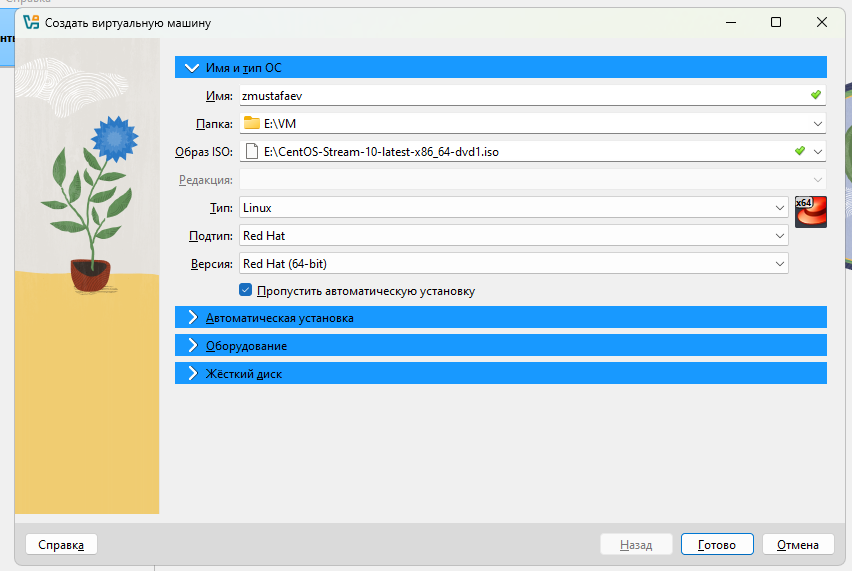 Справка
Создать виртуальную машину
Имя и тип ОС
Имя: zmustafaev
Папка: E:\VM
Образ ISO: E:\CentOS-Stream-10-latest-x86_64-dvd1.iso
Редакция:
Тип: Linux
x64
Подтип: Red Hat
Версия: Red Hat (64-bit)
Пропустить автоматическую установку
Автоматическая установка
Оборудование
Жёсткий диск
Справка Назад Готово Отмена